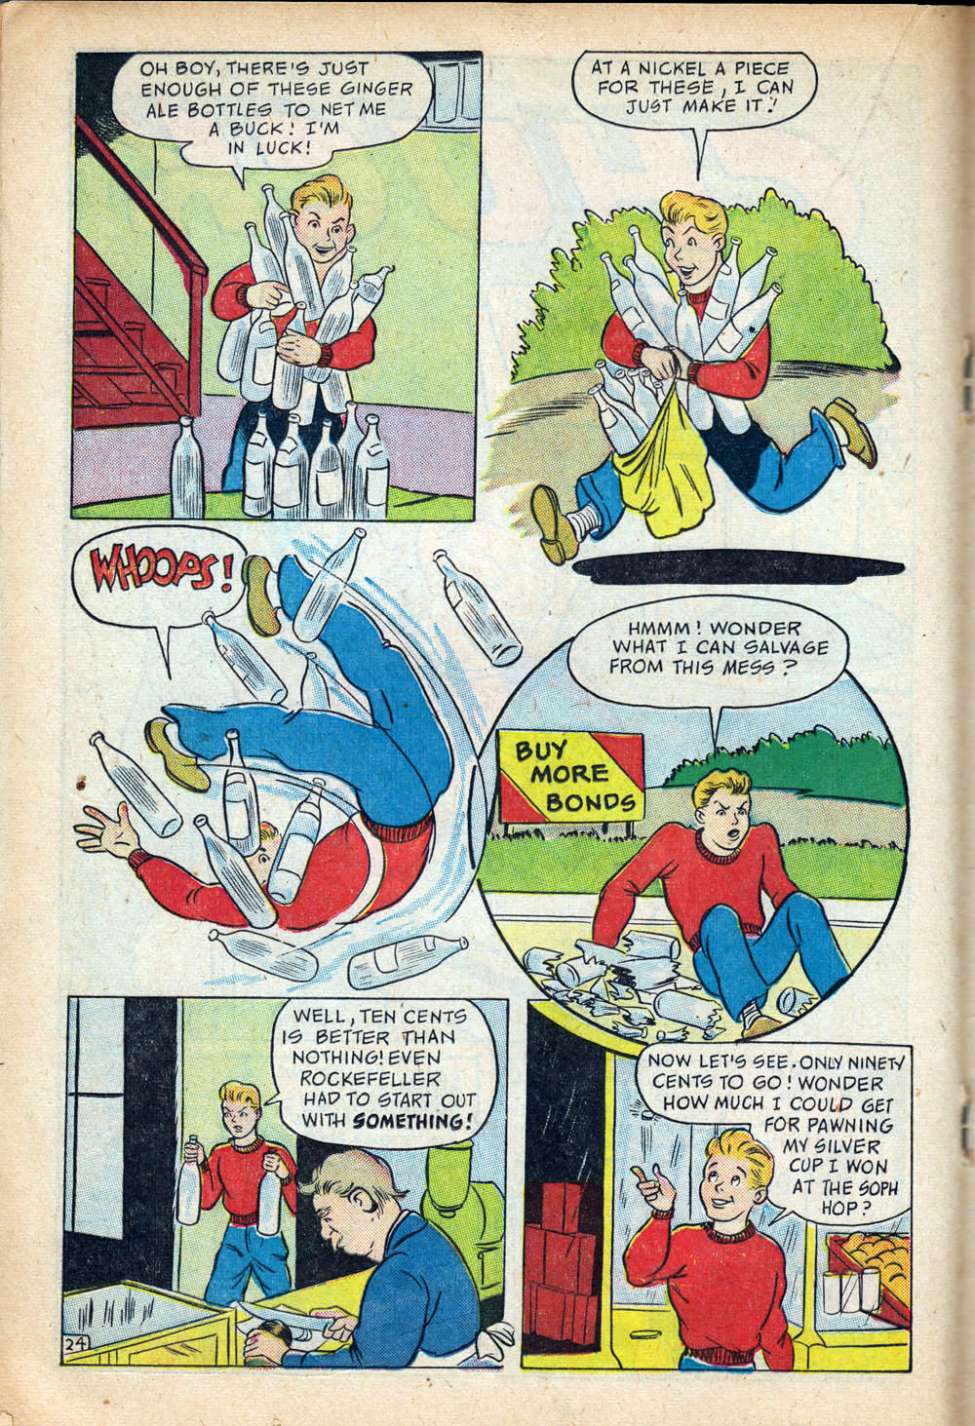 OH BOY, THERE'S JUST
ENOUGH OF THESE GINGER
ALE BOTTLES TO NET ME
A BUCK! I'M
IN LUCK!
AT A NICKEL A PIECE
FOR THESE, I CAN
JUST MAKE IT!
WHOOPS!
HMMM! WONDER
WHAT I CAN SALVAGE
FROM THIS MESS?
BUY
MORE
BONDS
WELL, TEN CENTS
IS BETTER THAN
NOTHING! EVEN
ROCKEFELLER
HAD TO START OUT
WITH SOMETHING!
24
NOW LET'S SEE. ONLY NINETY
CENTS TO GO! WONDER
HOW MUCH I COULD GET
FOR PAWNING
MY SILVER
CUP I WON
AT THE SOPH
HOP?